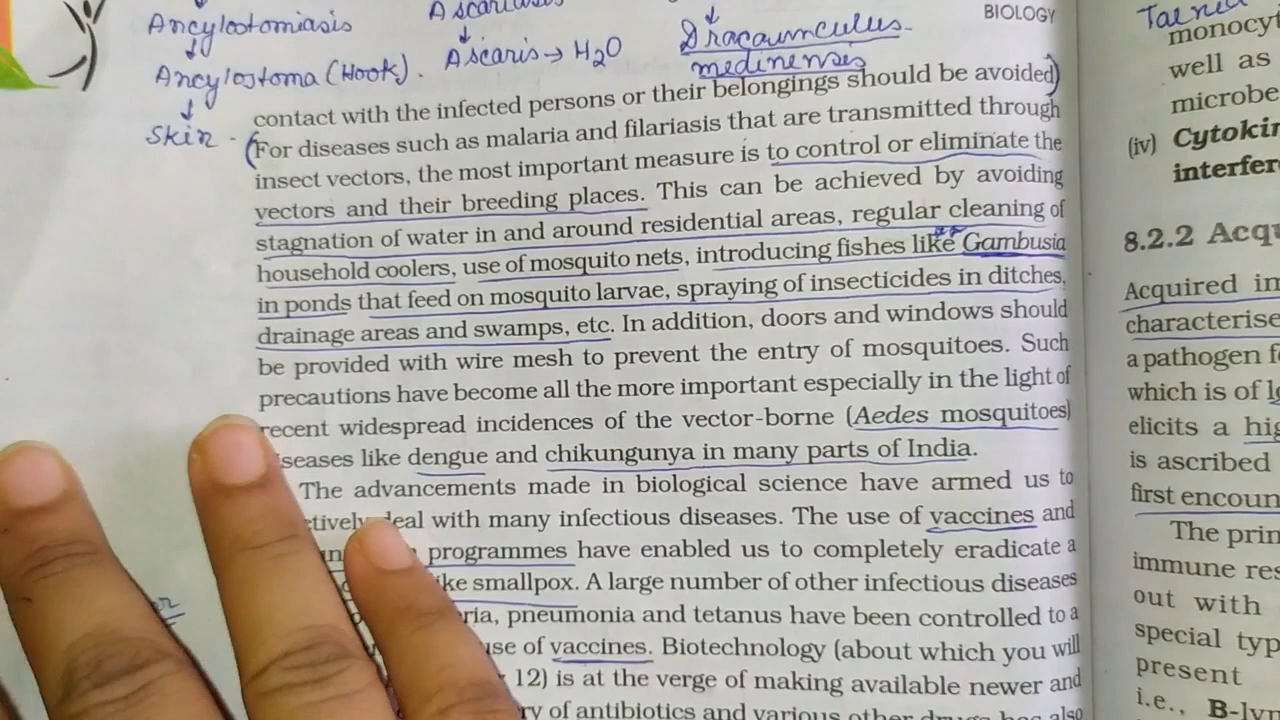 Ancylostomiasis
Ancylostoma (Hook).
Skin
Ascaris → H2O
Dracaunculus
medinensis
BIOLOGY
contact with the infected persons or their belongings should be avoided)
(For diseases such as malaria and filariasis that are transmitted through
insect vectors, the most important measure is to control or eliminate the
vectors and their breeding places. This can be achieved by avoiding
stagnation of water in and around residential areas, regular cleaning of
household coolers, use of mosquito nets, introducing fishes like Gambusia
in ponds that feed on mosquito larvae, spraying of insecticides in ditches,
drainage areas and swamps, etc. In addition, doors and windows should
be provided with wire mesh to prevent the entry of mosquitoes. Such
precautions have become all the more important especially in the light of
recent widespread incidences of the vector-borne (Aedes mosquitoes)
seases like dengue and chikungunya in many parts of India.
The advancements made in biological science have armed us to
tively deal with many infectious diseases. The use of vaccines and
programmes have enabled us to completely eradicate a
ke smallpox. A large number of other infectious diseases
ria, pneumonia and tetanus have been controlled to a
use of vaccines. Biotechnology (about which you will
12) is at the verge of making available newer and
ry of antibiotics and various other drugs has also
monocyt
well as
microbe
(iv) Cytokin
interfer
8.2.2 Acqu
Acquired in
characterise
a pathogen f
which is of l
elicits a hig
is ascribed
first encoun
The prin
immune res
out with
special typ
present
i.e., B-lyr